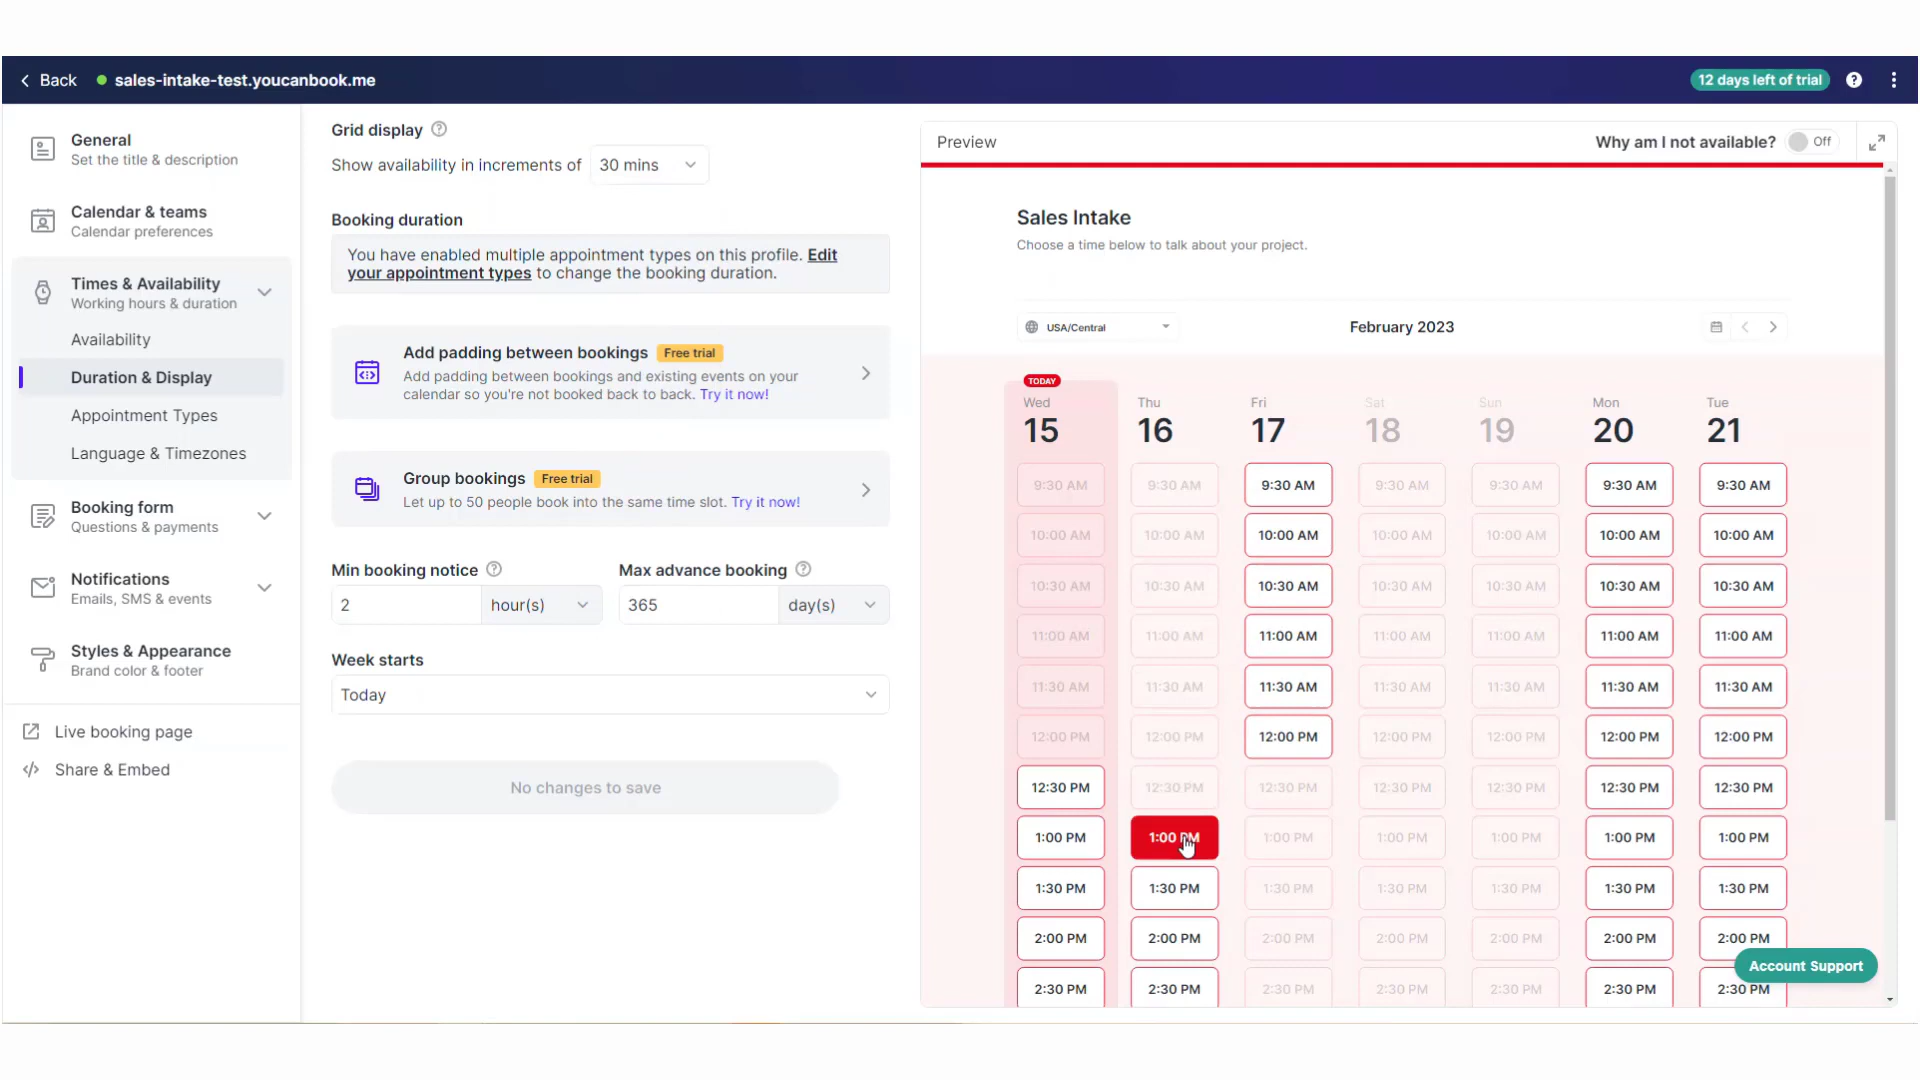 Back
sales-intake-test.youcanbook.me
12 days left of trial
General
Set the title & description
Calendar & teams
Calendar preferences
Times & Availability
Working hours & duration
Availability
Duration & Display
Appointment Types
Language & Timezones
Booking form
Questions & payments
Notifications
Emails, SMS & events
Styles & Appearance
Brand color & footer
Live booking page
Share & Embed
Grid display
Show availability in increments of 30 mins
Booking duration
You have enabled multiple appointment types on this profile. Edit
your appointment types to change the booking duration.
Add padding between bookings Free trial
Add padding between bookings and existing events on your
calendar so you're not booked back to back. Try it now!
Group bookings Free trial
Let up to 50 people book into the same time slot. Try it now!
Min booking notice
2 hour(s)
Max advance booking
365 day(s)
Week starts
Today
No changes to save
Preview
Why am I not available? Off
Sales Intake
Choose a time below to talk about your project.
USA/Central
February 2023
TODAY
Wed Thu Fri Sat Sun Mon Tue
15 16 17 18 19 20 21
9:30 AM 9:30 AM 9:30 AM 9:30 AM 9:30 AM 9:30 AM 9:30 AM
10:00 AM 10:00 AM 10:00 AM 10:00 AM 10:00 AM 10:00 AM 10:00 AM
10:30 AM 10:30 AM 10:30 AM 10:30 AM 10:30 AM 10:30 AM 10:30 AM
11:00 AM 11:00 AM 11:00 AM 11:00 AM 11:00 AM 11:00 AM 11:00 AM
11:30 AM 11:30 AM 11:30 AM 11:30 AM 11:30 AM 11:30 AM 11:30 AM
12:00 PM 12:00 PM 12:00 PM 12:00 PM 12:00 PM 12:00 PM 12:00 PM
12:30 PM 12:30 PM 12:30 PM 12:30 PM 12:30 PM 12:30 PM 12:30 PM
1:00 PM 1:00 PM 1:00 PM 1:00 PM 1:00 PM 1:00 PM 1:00 PM
1:30 PM 1:30 PM 1:30 PM 1:30 PM 1:30 PM 1:30 PM 1:30 PM
2:00 PM 2:00 PM 2:00 PM 2:00 PM 2:00 PM 2:00 PM 2:00 PM
2:30 PM 2:30 PM 2:30 PM 2:30 PM 2:30 PM 2:30 PM 2:30 PM
Account Support